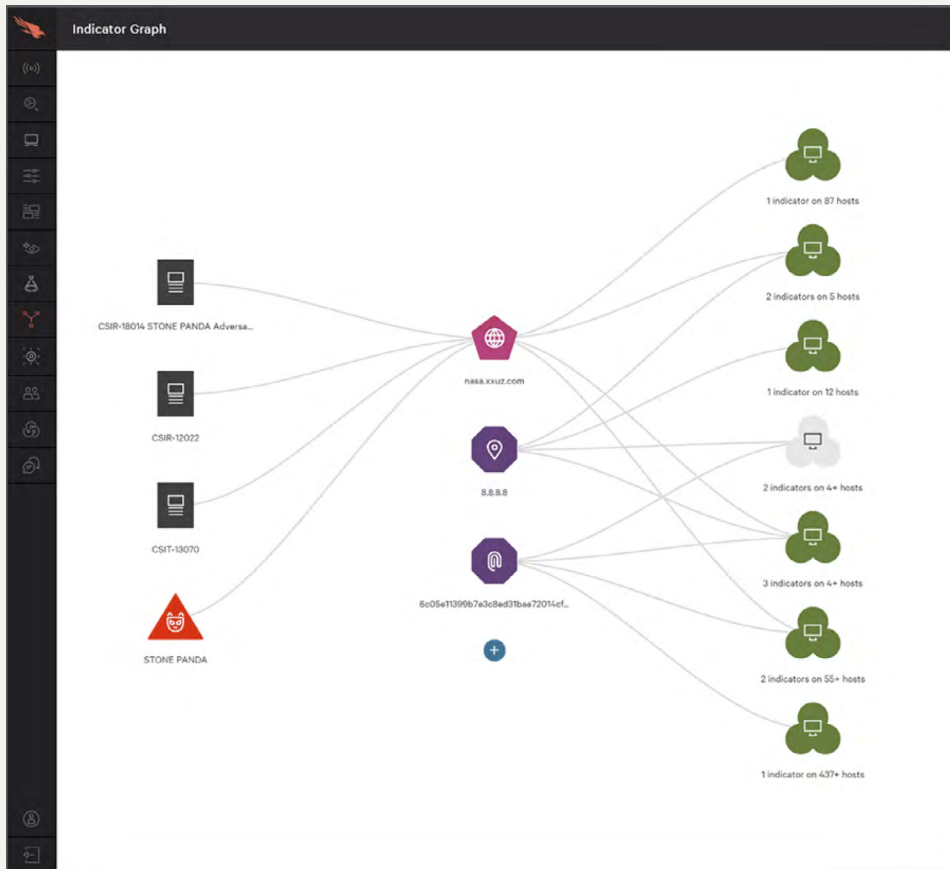 Indicator Graph
1 indicator on 87 hosts
2 indicators on 5 hosts
CSIR-18014 STONE PANDA Adversa...
nasa.xxuz.com
1 indicator on 12 hosts
CSIR-12022
8.8.8.8
2 indicators on 4+ hosts
CSIT-13070
3 indicators on 4+ hosts
6c05e11399b7e3c8ed31bae72014cf...
STONE PANDA
2 indicators on 55+ hosts
1 indicator on 437+ hosts